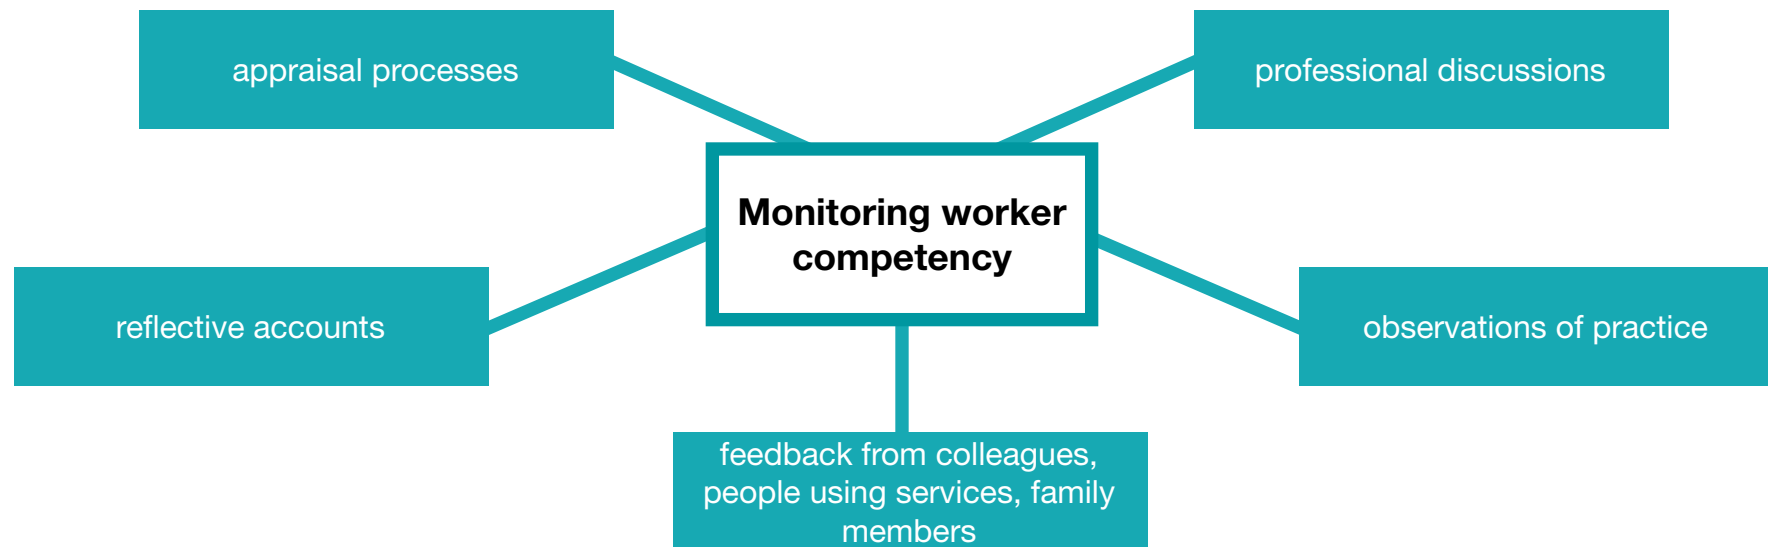 appraisal processes
professional discussions
Monitoring worker
competency
reflective accounts
observations of practice
feedback from colleagues,
people using services, family
members